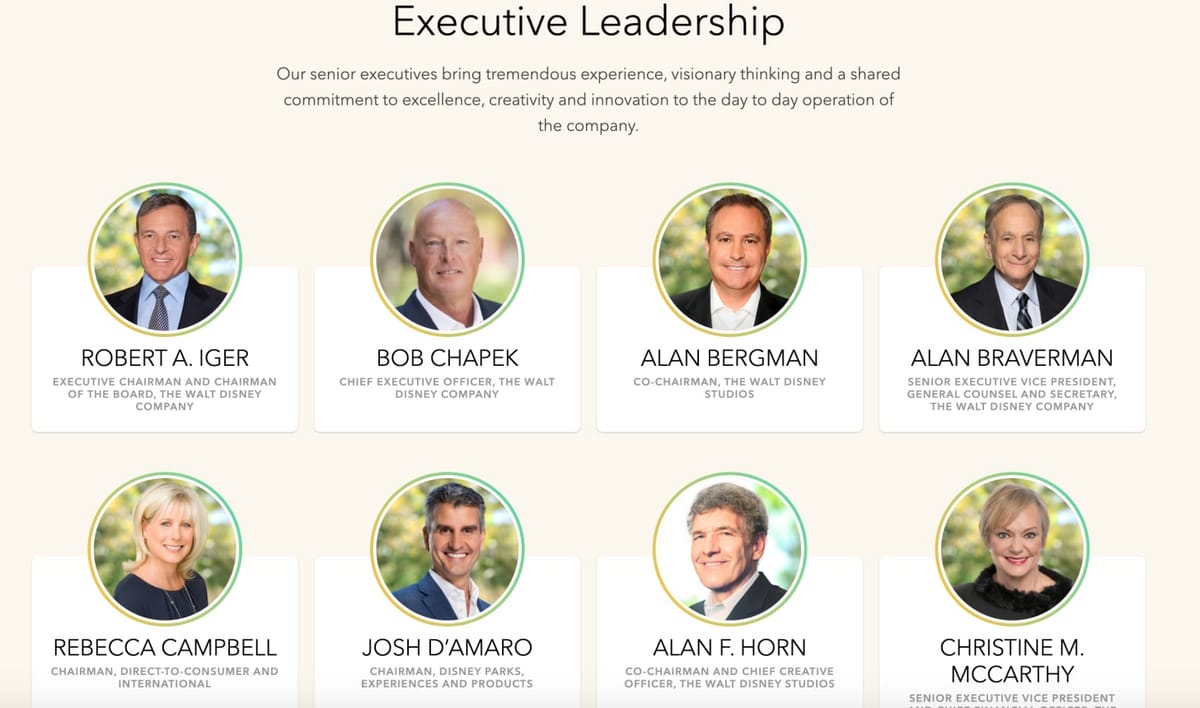 Executive Leadership
Our senior executives bring tremendous experience, visionary thinking and a shared
commitment to excellence, creativity and innovation to the day to day operation of
the company.
ROBERT A. IGER
EXECUTIVE CHAIRMAN AND CHAIRMAN
OF THE BOARD, THE WALT DISNEY
COMPANY
BOB CHAPEK
CHIEF EXECUTIVE OFFICER, THE WALT
DISNEY COMPANY
ALAN BERGMAN
CO-CHAIRMAN, THE WALT DISNEY
STUDIOS
ALAN BRAVERMAN
SENIOR EXECUTIVE VICE PRESIDENT,
GENERAL COUNSEL AND SECRETARY,
THE WALT DISNEY COMPANY
REBECCA CAMPBELL
CHAIRMAN, DIRECT-TO-CONSUMER AND
INTERNATIONAL
JOSH D’AMARO
CHAIRMAN, DISNEY PARKS,
EXPERIENCES AND PRODUCTS
ALAN F. HORN
CO-CHAIRMAN AND CHIEF CREATIVE
OFFICER, THE WALT DISNEY STUDIOS
CHRISTINE M.
MCCARTHY
SENIOR EXECUTIVE VICE PRESIDENT